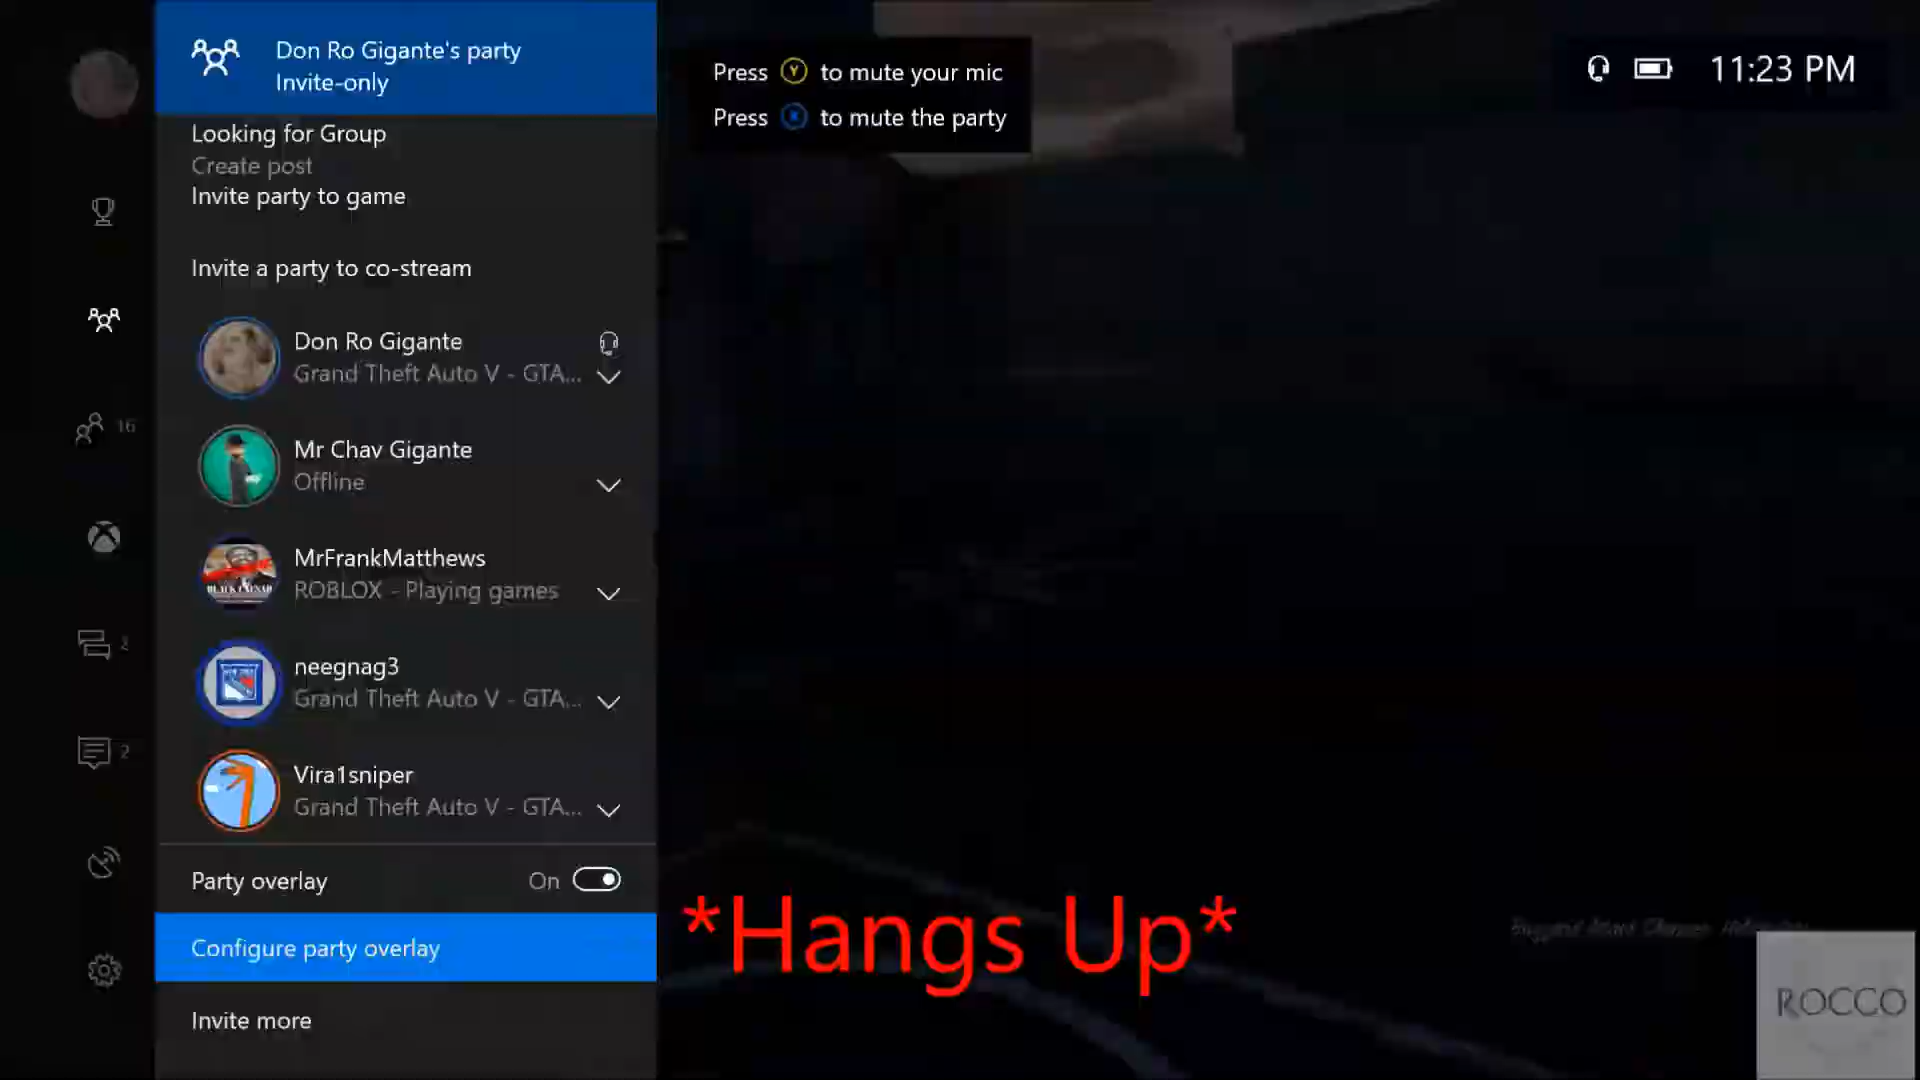 Don Ro Gigante's party
Invite-only
Press Y to mute your mic
Press X to mute the party
11:23 PM
Looking for Group
Create post
Invite party to game
Invite a party to co-stream
Don Ro Gigante
Grand Theft Auto V - GTA...
16
Mr Chav Gigante
Offline
MrFrankMatthews
ROBLOX - Playing games
2
neegnag3
Grand Theft Auto V - GTA...
2
Vira1sniper
Grand Theft Auto V - GTA...
Party overlay On
*Hangs Up*
Configure party overlay
ROCCO
Invite more